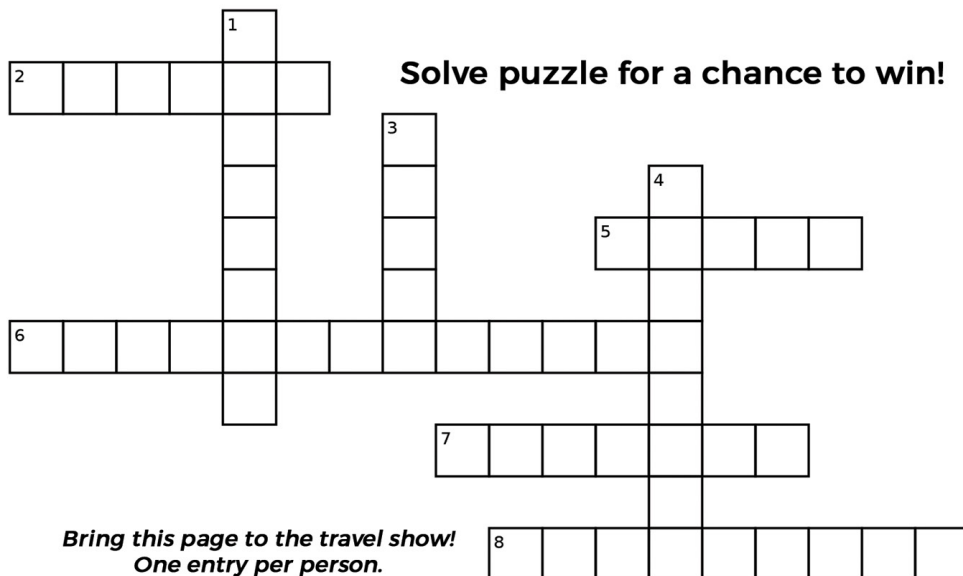 1
2
Solve puzzle for a chance to win!
3
4
5
6
7
Bring this page to the travel show!
One entry per person.
8